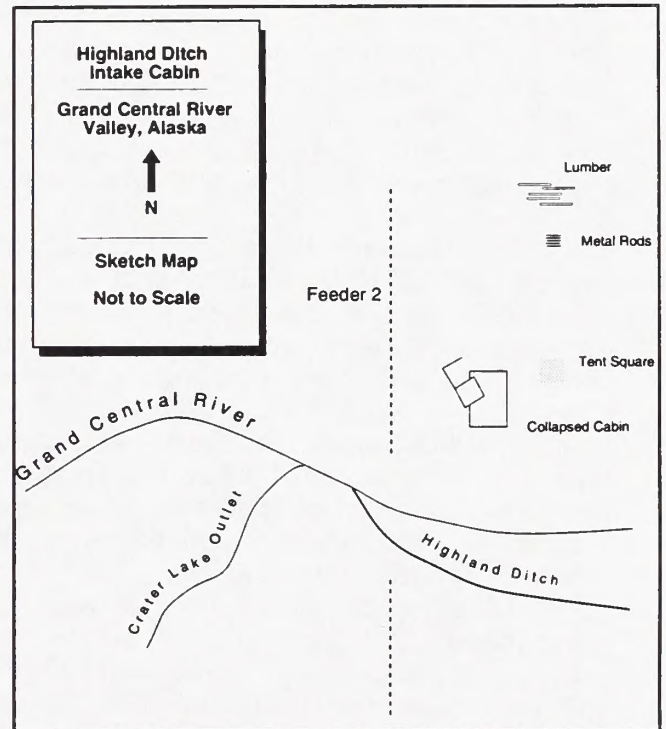 Highland Ditch
Intake Cabin
Grand Central River
Valley, Alaska
N
Sketch Map
Not to Scale
Lumber
Metal Rods
Feeder 2
Tent Square
Collapsed Cabin
Grand Central River
Crater Lake Outlet
Highland Ditch